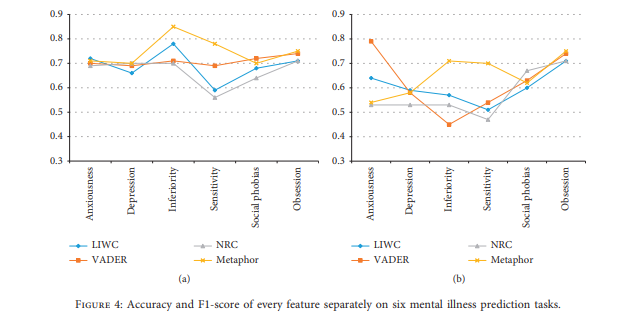 0.9
0.8
0.7
0.6
0.5
0.4
0.3
Anxiousness
Depression
Inferiority
Sensitivity
Social phobias
Obsession
LIWC
NRC
VADER
Metaphor
(a)
0.9
0.8
0.7
0.6
0.5
0.4
0.3
Anxiousness
Depression
Inferiority
Sensitivity
Social phobias
Obsession
LIWC
NRC
VADER
Metaphor
(b)
FIGURE 4: Accuracy and F1-score of every feature separately on six mental illness prediction tasks.